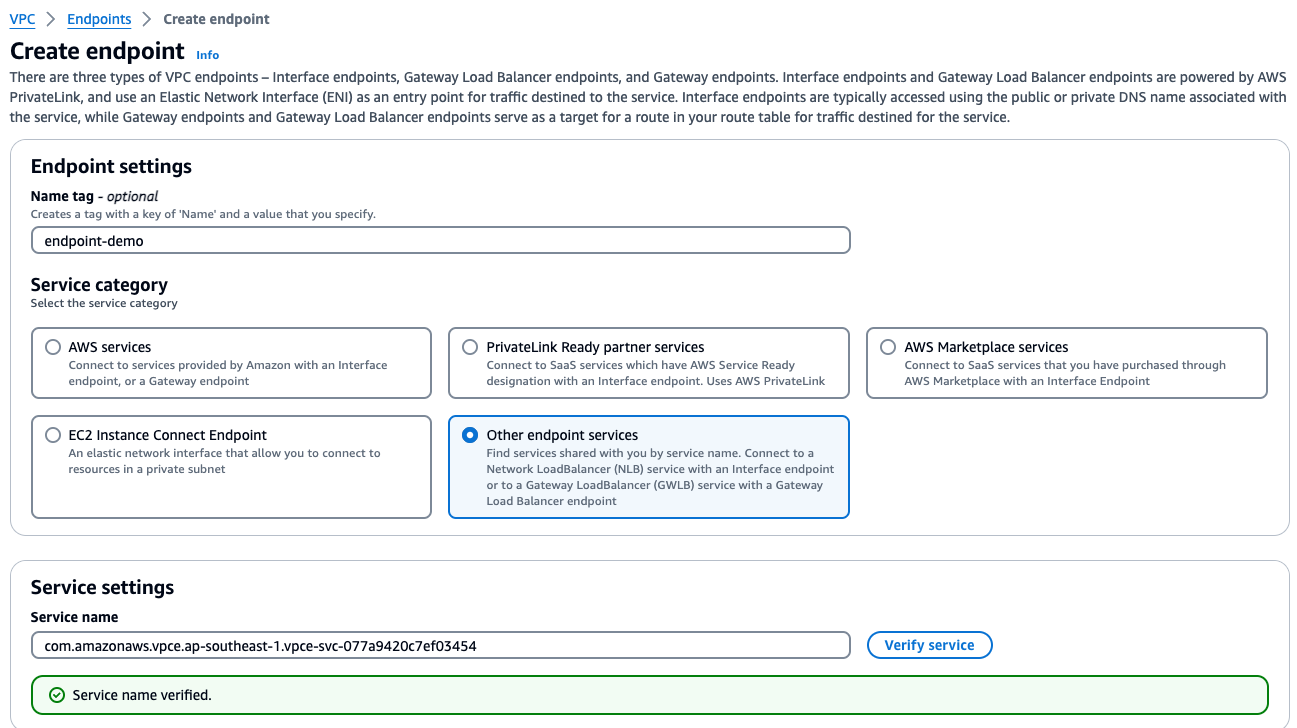 VPC > Endpoints > Create endpoint
Create endpoint Info
There are three types of VPC endpoints – Interface endpoints, Gateway Load Balancer endpoints, and Gateway endpoints. Interface endpoints and Gateway Load Balancer endpoints are powered by AWS
PrivateLink, and use an Elastic Network Interface (ENI) as an entry point for traffic destined to the service. Interface endpoints are typically accessed using the public or private DNS name associated with
the service, while Gateway endpoints and Gateway Load Balancer endpoints serve as a target for a route in your route table for traffic destined for the service.
Endpoint settings
Name tag - optional
Creates a tag with a key of 'Name' and a value that you specify.
endpoint-demo
Service category
Select the service category
AWS services
Connect to services provided by Amazon with an Interface
endpoint, or a Gateway endpoint
PrivateLink Ready partner services
Connect to SaaS services which have AWS Service Ready
designation with an Interface endpoint. Uses AWS PrivateLink
AWS Marketplace services
Connect to SaaS services that you have purchased through
AWS Marketplace with an Interface Endpoint
EC2 Instance Connect Endpoint
An elastic network interface that allow you to connect to
resources in a private subnet
Other endpoint services
Find services shared with you by service name. Connect to a
Network LoadBalancer (NLB) service with an Interface endpoint
or to a Gateway LoadBalancer (GWLB) service with a Gateway
Load Balancer endpoint
Service settings
Service name
com.amazonaws.vpce.ap-southeast-1.vpce-svc-077a9420c7ef03454
Verify service
Service name verified.